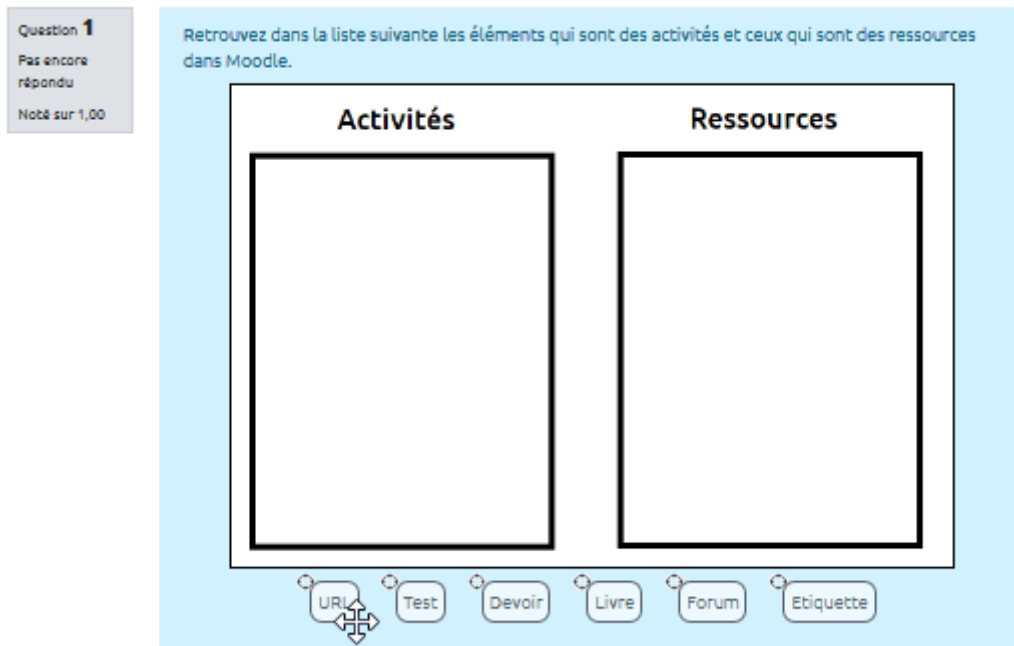 Question 1
Pas encore
répondu
Noté sur 1,00
Retrouvez dans la liste suivante les éléments qui sont des activités et ceux qui sont des ressources
dans Moodle.
Activités Ressources
URL Test Devoir Livre Forum Etiquette